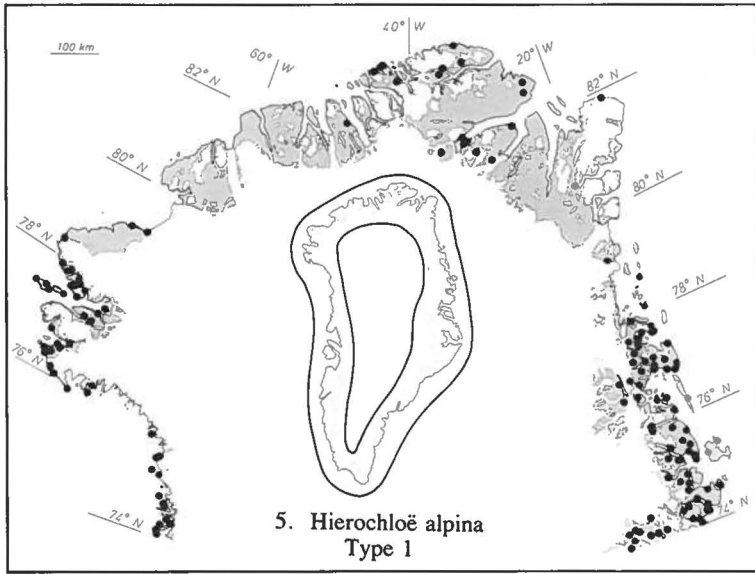 40° W
60° W
20° W
100 km
82° N
82° N
80° N
80° N
78° N
78° N
76° N
76° N
74° N
74° N
5. Hierochloë alpina
Type 1